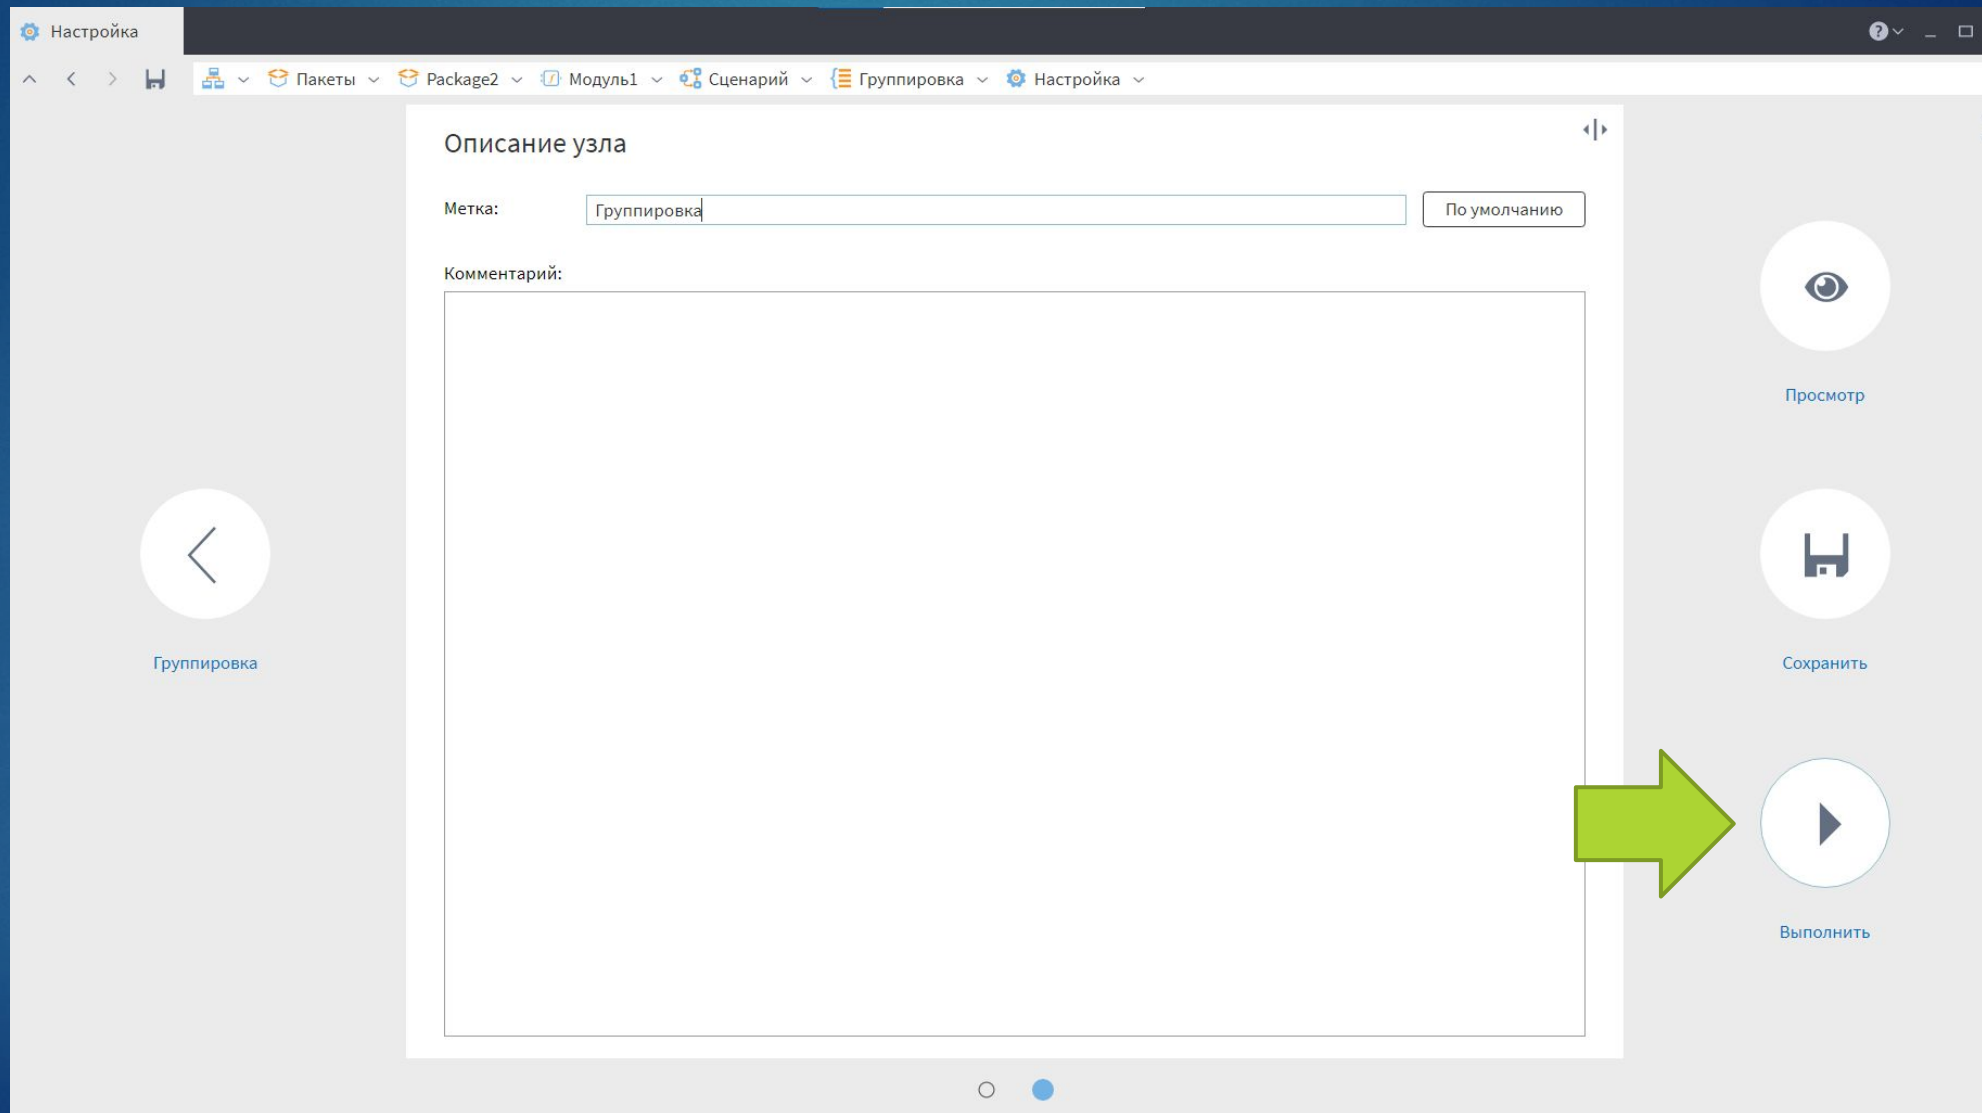 Настройка
Пакеты Package2 Модуль1 Сценарий Группировка Настройка
Описание узла
Метка: Группировка По умолчанию
Комментарий:
Просмотр
Группировка
Сохранить
Выполнить